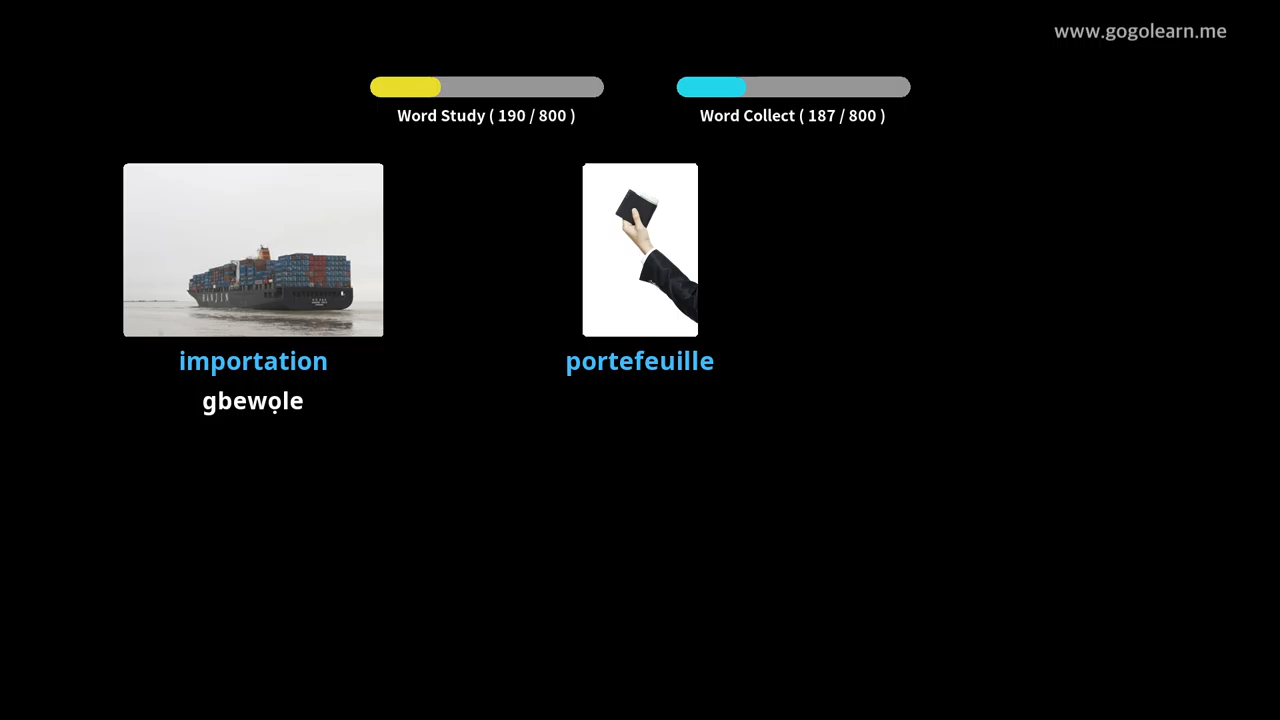 www.gogolearn.me
Word Study ( 190 / 800 )
Word Collect ( 187 / 800 )
importation
gbewọle
portefeuille